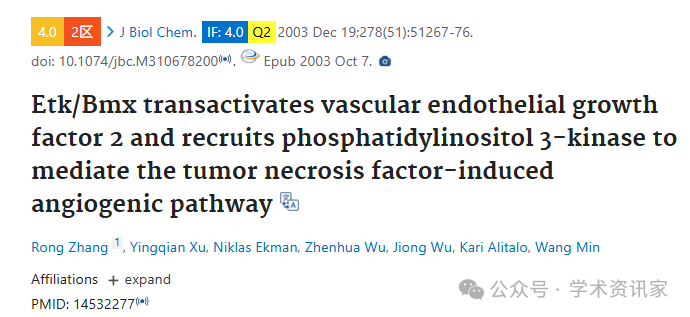 4.0 2区 J Biol Chem. IF: 4.0 Q2 2003 Dec 19;278(51):51267-76.
doi: 10.1074/jbc.M310678200. Epub 2003 Oct 7.
Etk/Bmx transactivates vascular endothelial growth
factor 2 and recruits phosphatidylinositol 3-kinase to
mediate the tumor necrosis factor-induced
angiogenic pathway
Rong Zhang 1, Yingqian Xu, Niklas Ekman, Zhenhua Wu, Jiong Wu, Kari Alitalo, Wang Min
Affiliations + expand
PMID: 14532277
公众号 · 学术资讯家